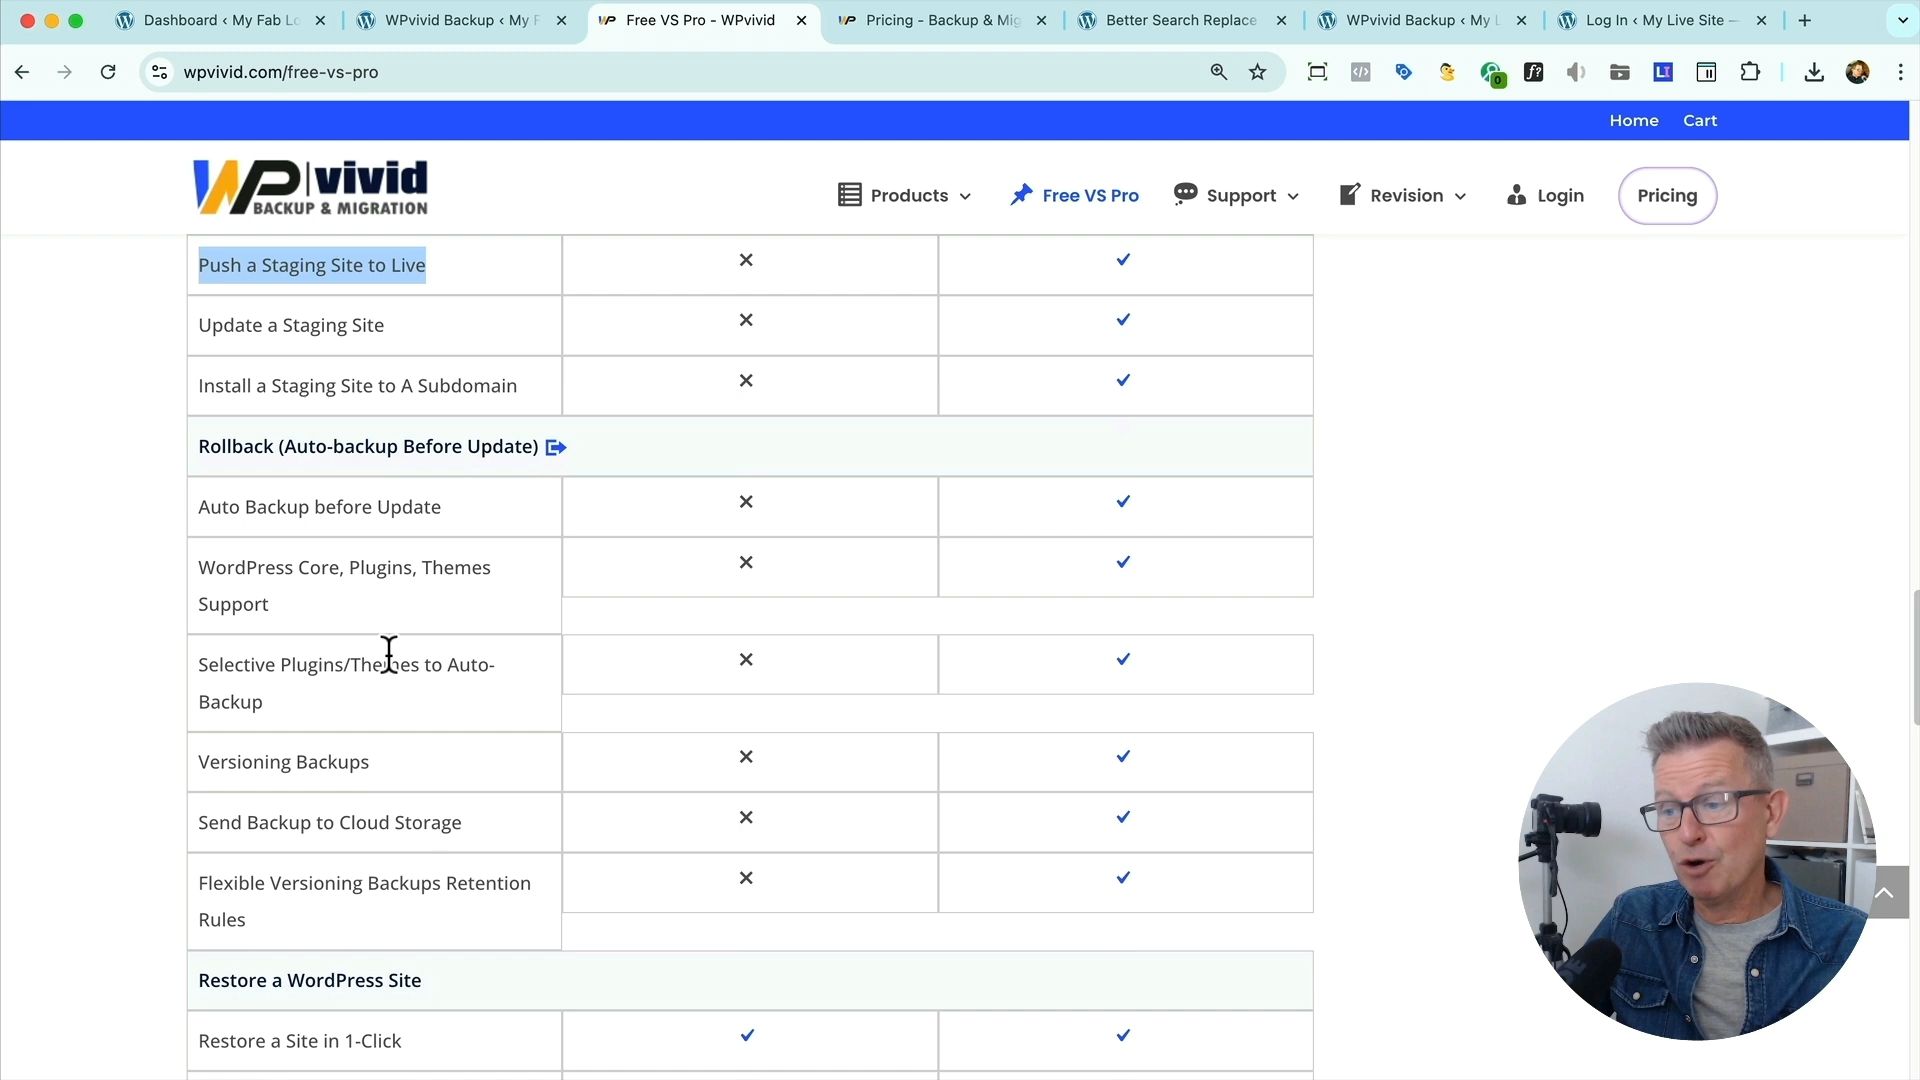 Dashboard ‹ My Fab Lo
WPvivid Backup ‹ My F
Free VS Pro - WPvivid
Pricing - Backup & Mig
Better Search Replace
WPvivid Backup ‹ My L
Log In ‹ My Live Site —
wpvivid.com/free-vs-pro
0
f?
LI
Home
Cart
WP|vivid
BACKUP & MIGRATION
Products
Free VS Pro
Support
Revision
Login
Pricing
Push a Staging Site to Live
Update a Staging Site
Install a Staging Site to A Subdomain
Rollback (Auto-backup Before Update)
Auto Backup before Update
WordPress Core, Plugins, Themes
Support
Selective Plugins/Themes to Auto-
Backup
Versioning Backups
Send Backup to Cloud Storage
Flexible Versioning Backups Retention
Rules
Restore a WordPress Site
Restore a Site in 1-Click